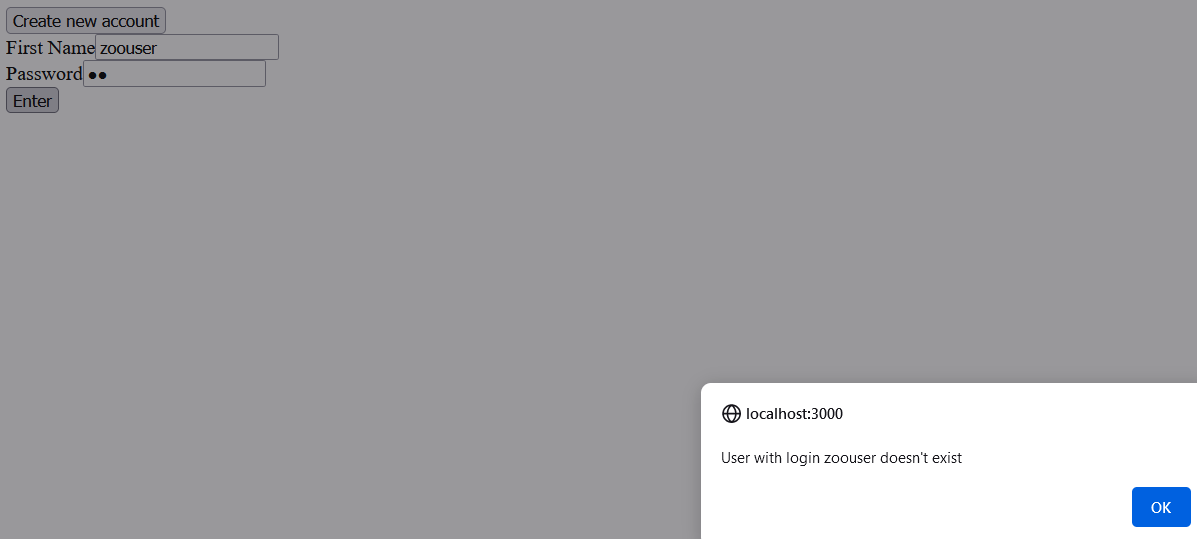 Create new account
First Name zoouser
Password ●●
Enter
localhost:3000
User with login zoouser doesn't exist
OK